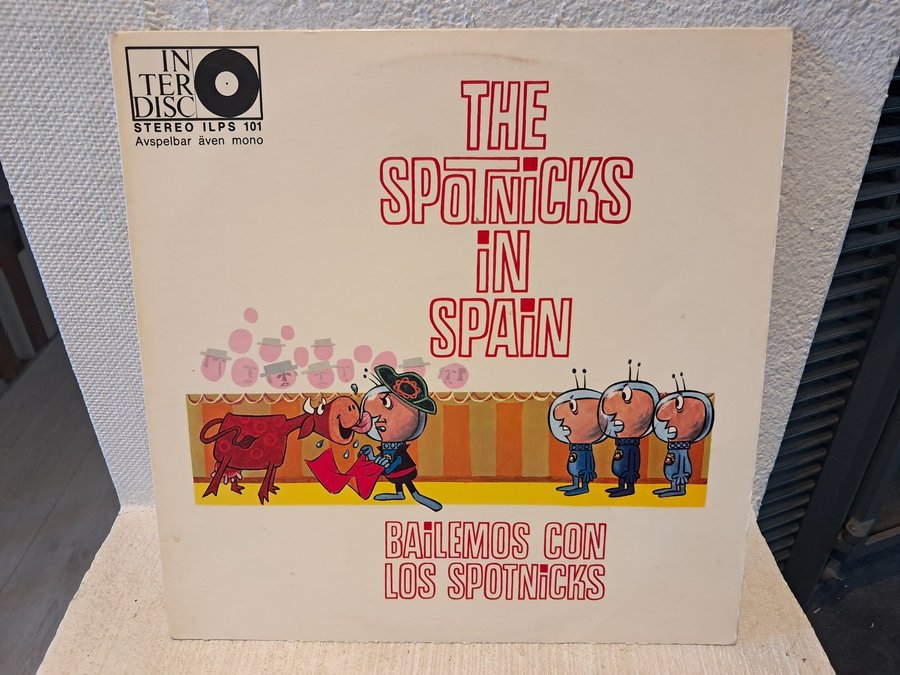 IN
TER
DISC
STEREO ILPS 101
Avspelbar även mono
THE
SPOTNiCKS
iN
SPAiN
BAiLEMOS CON
LOS SPOTNiCKS